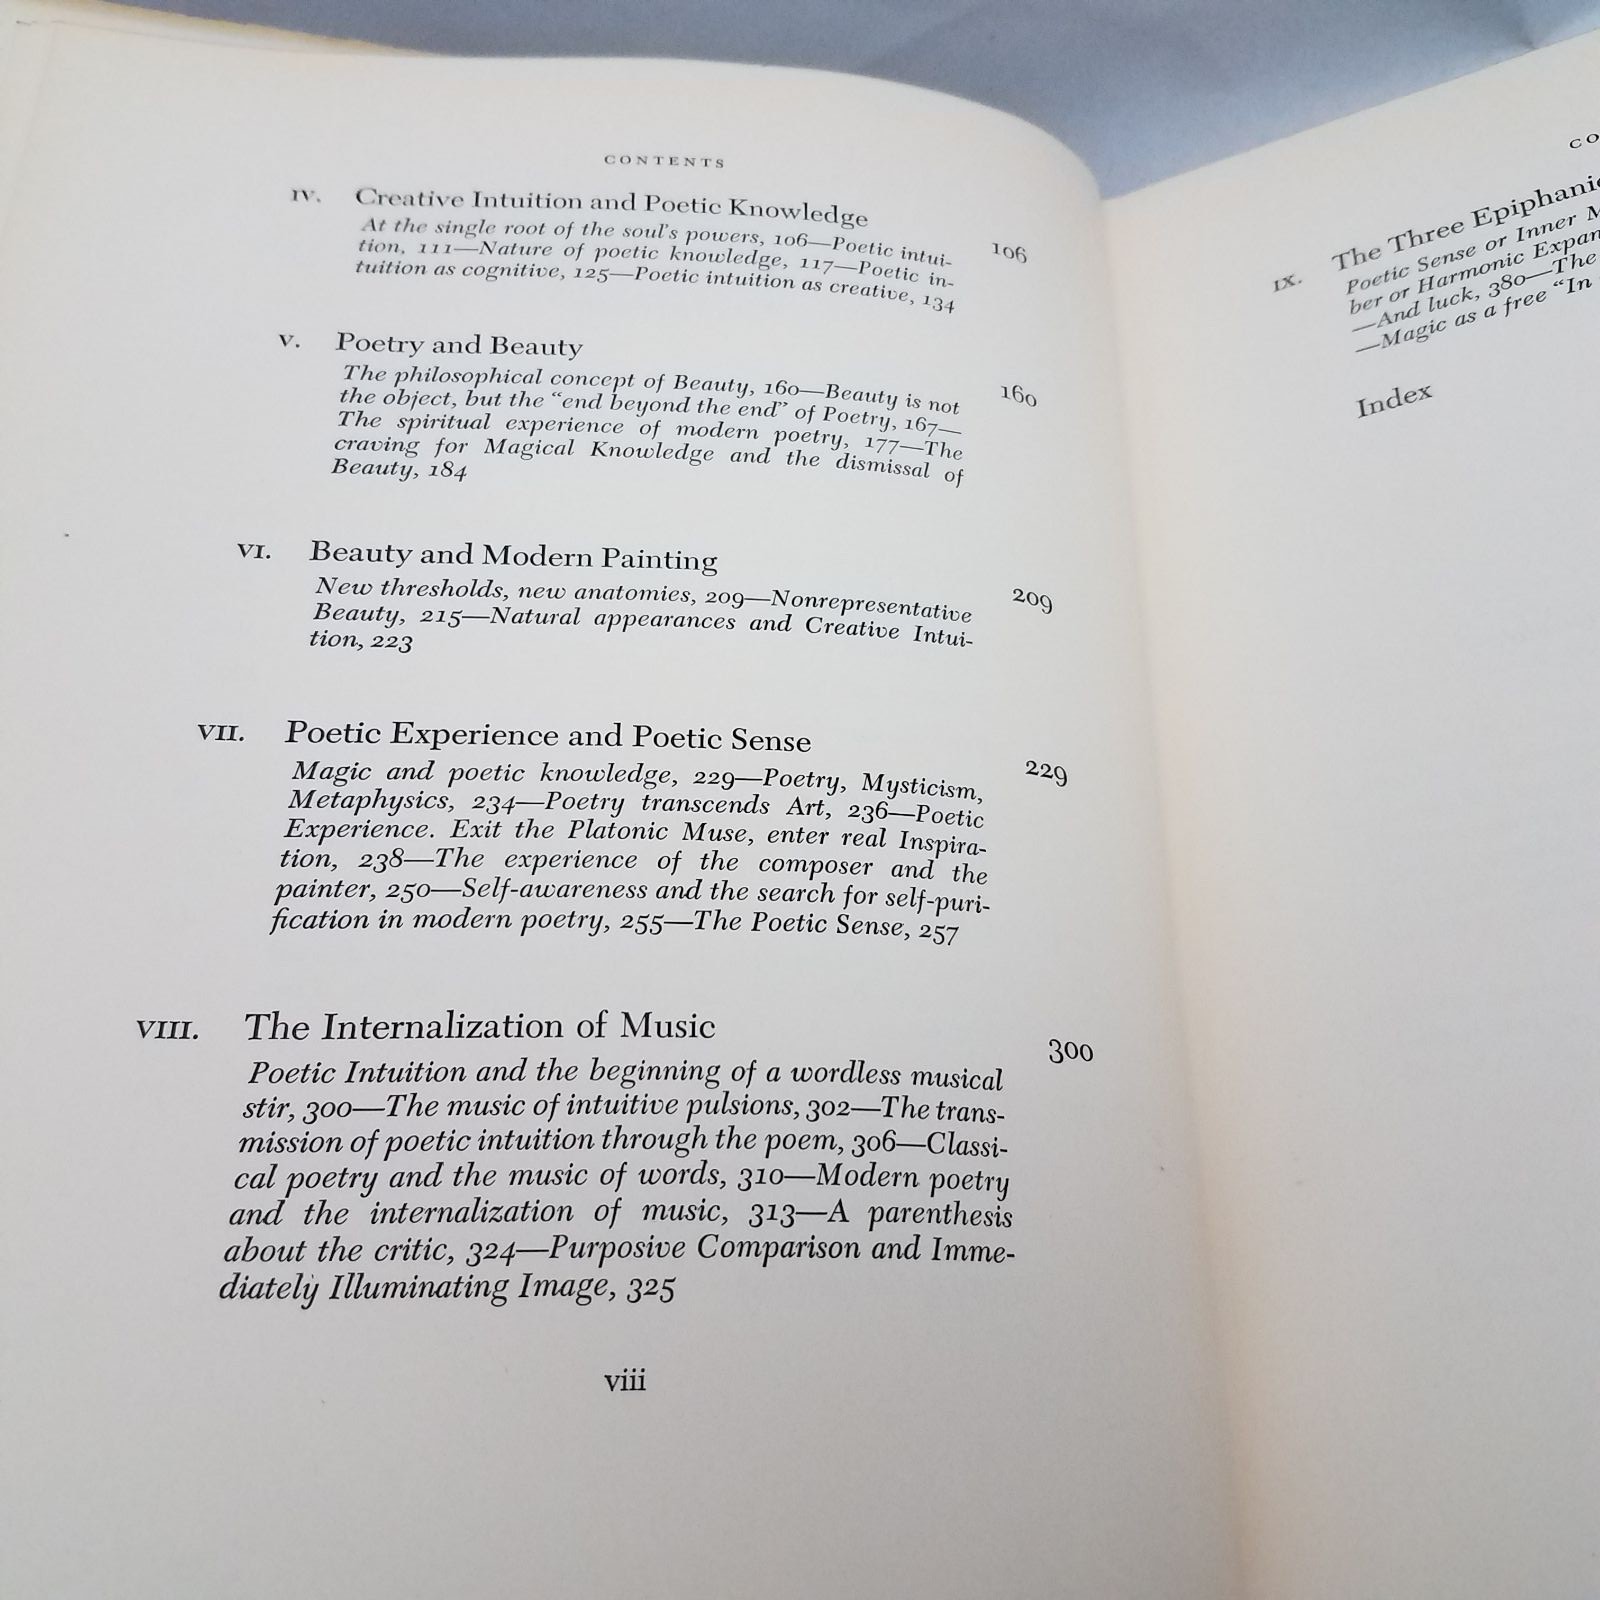 CONTENTS
IV. Creative Intuition and Poetic Knowledge 106
At the single root of the soul's powers, 106—Poetic intui-
tion, 111—Nature of poetic knowledge, 117—Poetic in-
tuition as cognitive, 125—Poetic intuition as creative, 134
V. Poetry and Beauty 160
The philosophical concept of Beauty, 160—Beauty is not
the object, but the "end beyond the end" of Poetry, 167—
The spiritual experience of modern poetry, 177—The
craving for Magical Knowledge and the dismissal of
Beauty, 184
VI. Beauty and Modern Painting 209
New thresholds, new anatomies, 209—Nonrepresentative
Beauty, 215—Natural appearances and Creative Intui-
tion, 223
VII. Poetic Experience and Poetic Sense 229
Magic and poetic knowledge, 229—Poetry, Mysticism,
Metaphysics, 234—Poetry transcends Art, 236—Poetic
Experience. Exit the Platonic Muse, enter real Inspira-
tion, 238—The experience of the composer and the
painter, 250—Self-awareness and the search for self-puri-
fication in modern poetry, 255—The Poetic Sense, 257
VIII. The Internalization of Music 300
Poetic Intuition and the beginning of a wordless musical
stir, 300—The music of intuitive pulsions, 302—The trans-
mission of poetic intuition through the poem, 306—Classi-
cal poetry and the music of words, 310—Modern poetry
and the internalization of music, 313—A parenthesis
about the critic, 324—Purposive Comparison and Imme-
diately Illuminating Image, 325
viii
CO
IX. The Three Epiphani
Poetic Sense or Inner M
ber or Harmonic Expan
—And luck, 380—The
—Magic as a free "In
Index